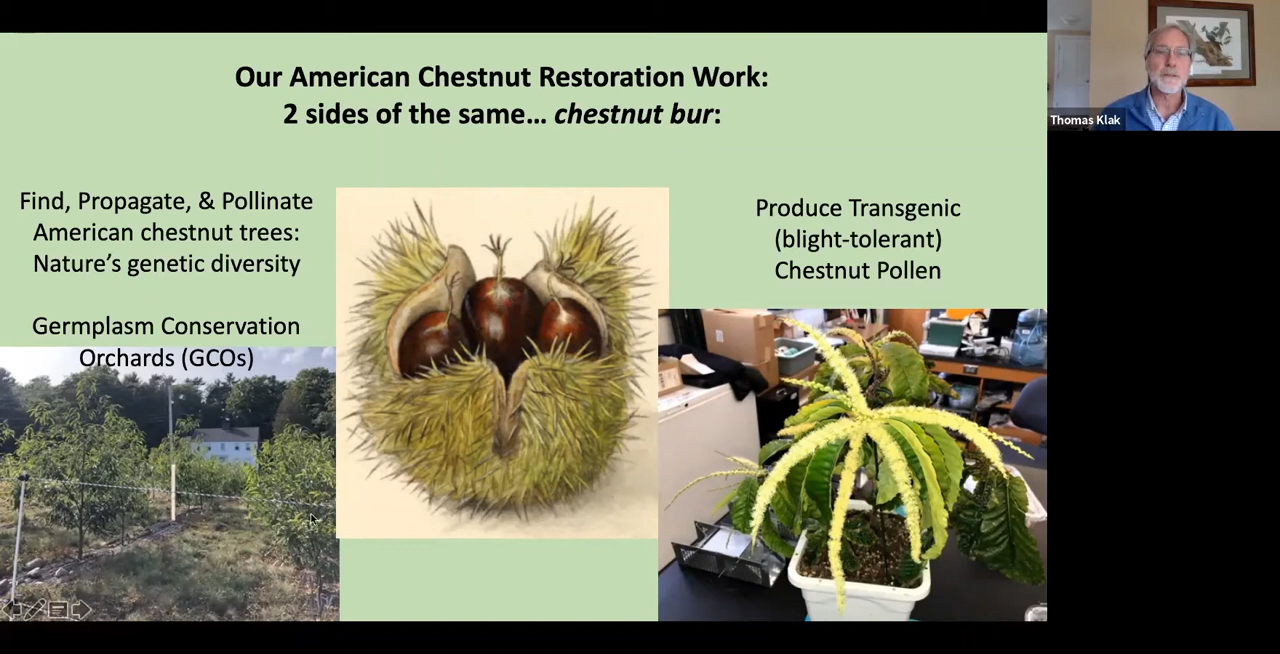 Our American Chestnut Restoration Work:
2 sides of the same... chestnut bur:
Find, Propagate, & Pollinate
American chestnut trees:
Nature's genetic diversity
Germplasm Conservation
Orchards (GCOs)
Produce Transgenic
(blight-tolerant)
Chestnut Pollen
Thomas Klak